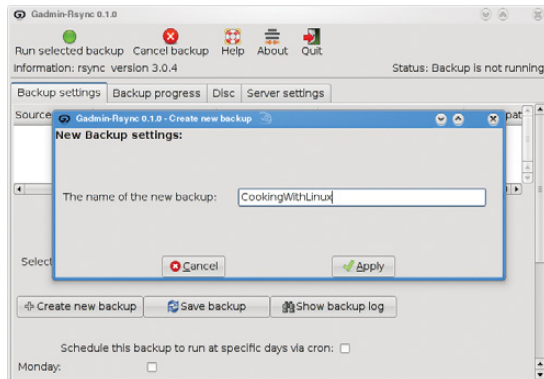 Gadmin-Rsync 0.1.0
Run selected backup Cancel backup Help About Quit
Information: rsync version 3.0.4 Status: Backup is not running
Backup settings Backup progress Disc Server settings
Source
Gadmin-Rsync 0.1.0 - Create new backup
New Backup settings:
The name of the new backup: CookingWithLinux
Cancel Apply
Select
Create new backup Save backup Show backup log
Schedule this backup to run at specific days via cron:
Monday: